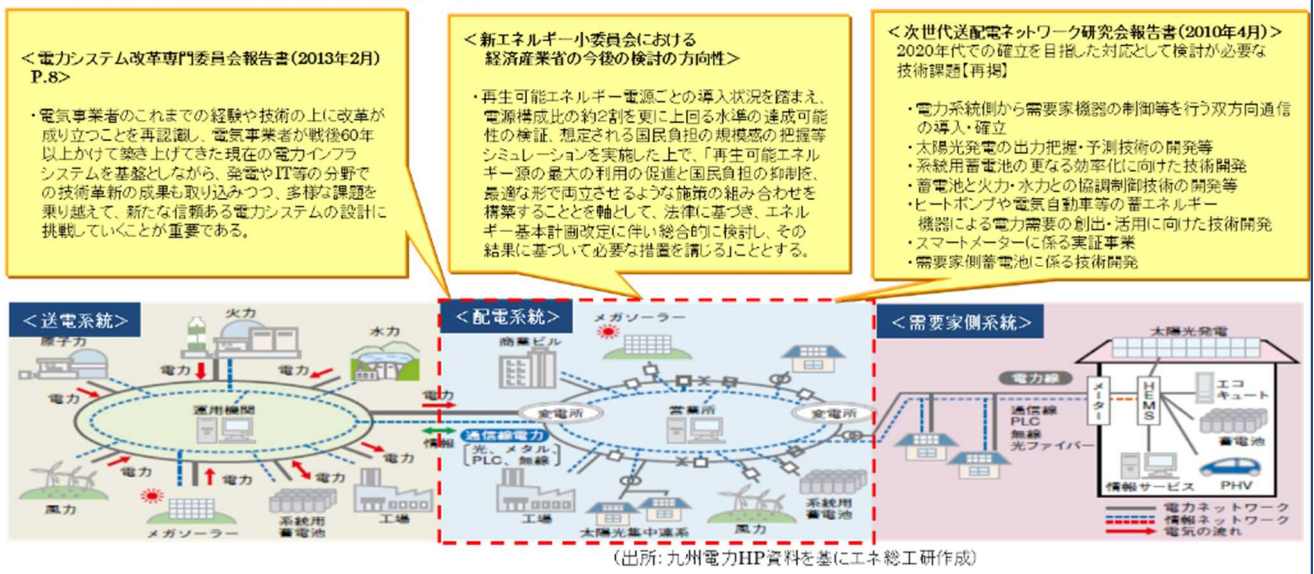 ＜電力システム改革専門委員会報告書(2013年2月)
P.8＞
・電気事業者のこれまでの経験や技術の上に改革が
成り立つことを再認識し、電気事業者が戦後60年
以上かけて築き上げてきた現在の電力インフラ
システムを基盤としながら、発電やIT等の分野で
の技術革新の成果も取り込みつつ、多様な課題を
乗り越えて、新たな信頼ある電力システムの設計に
挑戦していくことが重要である。
＜新エネルギー小委員会における
経済産業省の今後の検討の方向性＞
・再生可能エネルギー電源ごとの導入状況を踏まえ、
電源構成比の約2割を更に上回る水準の達成可能
性の検証、想定される国民負担の規模感の把握等
シミュレーションを実施した上で、「再生可能エネル
ギー源の最大の利用の促進と国民負担の抑制を、
最適な形で両立させるような施策の組み合わせを
構築することとを軸として、法律に基づき、エネル
ギー基本計画改定に伴い総合的に検討し、その
結果に基づいて必要な措置を講じる」こととする。
＜次世代送配電ネットワーク研究会報告書(2010年4月)＞
2020年代での確立を目指した対応として検討が必要な
技術課題【再掲】
・電力系統側から需要家機器の制御等を行う双方向通信
の導入・確立
・太陽光発電の出力把握・予測技術の開発等
・系統用蓄電池の更なる効率化に向けた技術開発
・蓄電池と火力・水力との協調制御技術の開発等
・ヒートポンプや電気自動車等の蓄エネルギー
機器による電力需要の創出・活用に向けた技術開発
・スマートメーターに係る実証事業
・需要家側蓄電池に係る技術開発
＜送電系統＞
火力
原子力
水力
電力
電力
電力
運用機関
電力
電力
電力
電力
風力
メガソーラー
系統用
蓄電池
工場
電力
情報
＜配電系統＞
メガソーラー
商業ビル
変電所
営業所
変電所
通信線電力
光、メタル、
PLC、無線
工場
太陽光集中連系
風力
系統用
蓄電池
＜需要家側系統＞
太陽光発電
電力線
メーター
HEMS
エコ
キュート
通信線
PLC
無線
光ファイバー
蓄電池
情報サービス
PHV
電力ネットワーク
情報ネットワーク
電気の流れ
(出所：九州電力HP資料を基にエネ総工研作成)